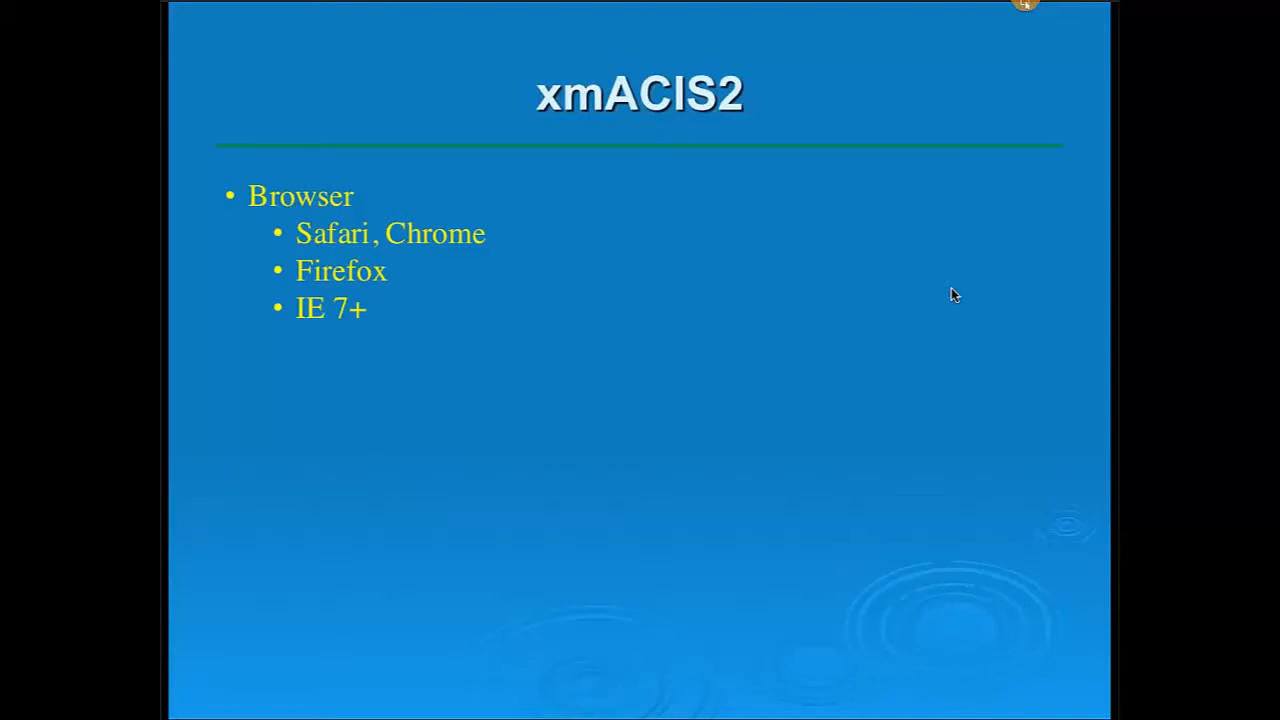 xmACIS2
• Browser
• Safari, Chrome
• Firefox
• IE 7+